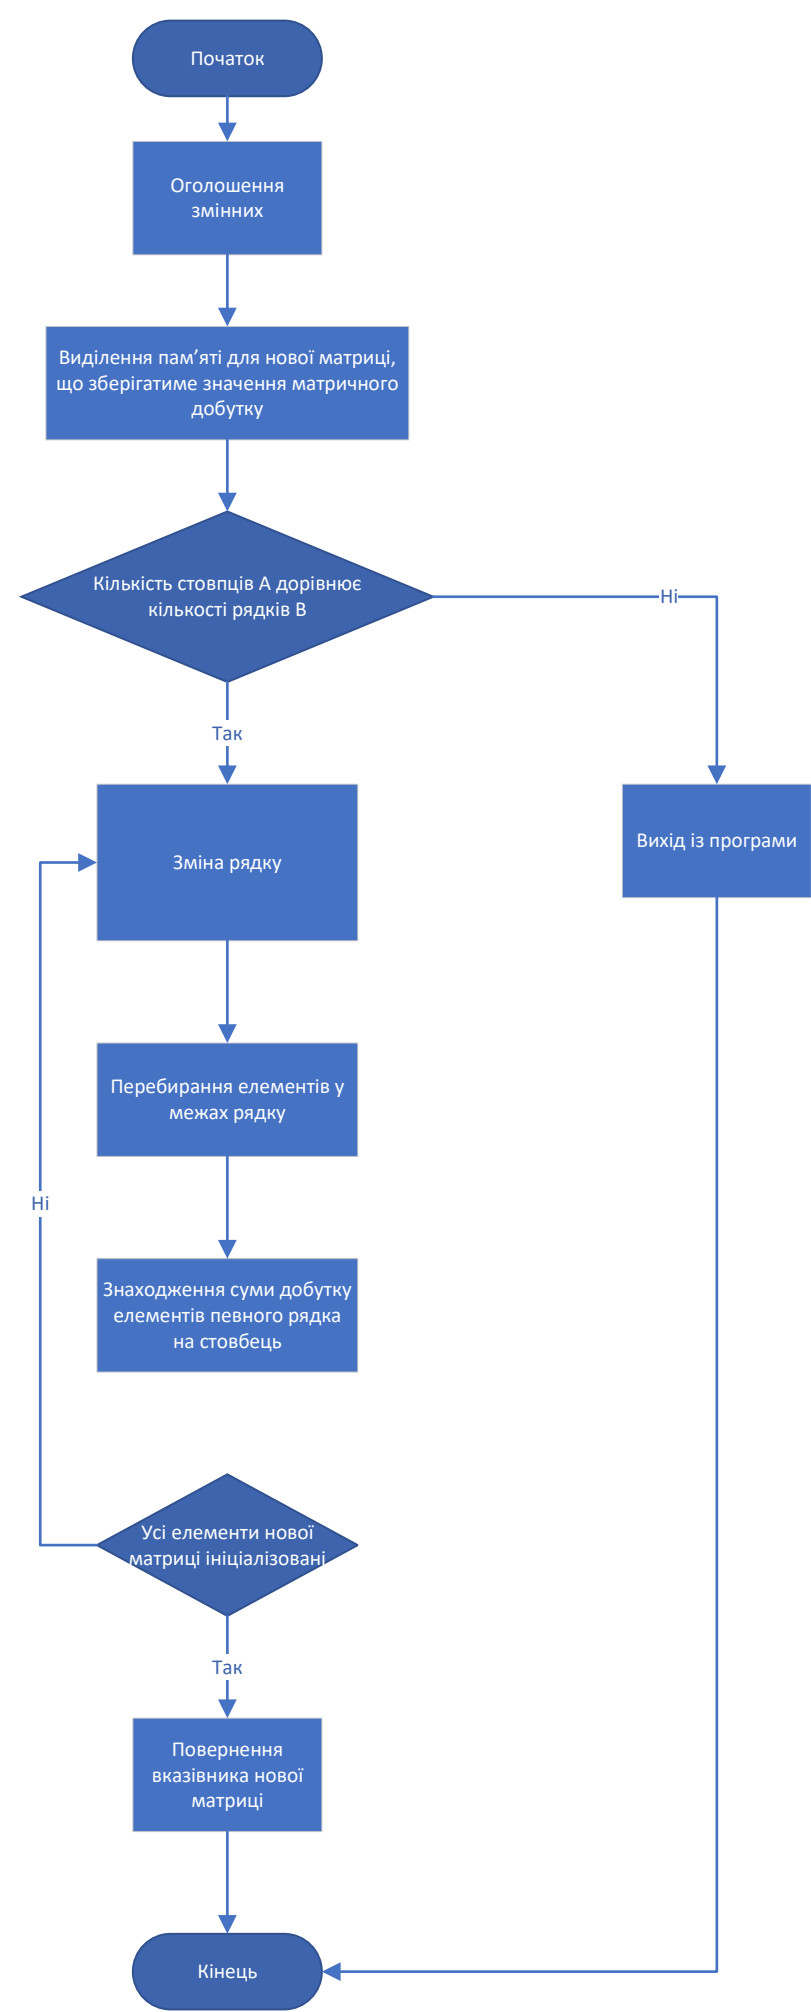 Початок
Оголошення
змінних
Виділення пам’яті для нової матриці,
що зберігатиме значення матричного
добутку
Кількість стовпців А дорівнює
кількості рядків В
Ні
Так
Зміна рядку
Вихід із програми
Перебирання елементів у
межах рядку
Ні
Знаходження суми добутку
елементів певного рядка
на стовбець
Усі елементи нової
матриці ініціалізовані
Так
Повернення
вказівника нової
матриці
Кінець